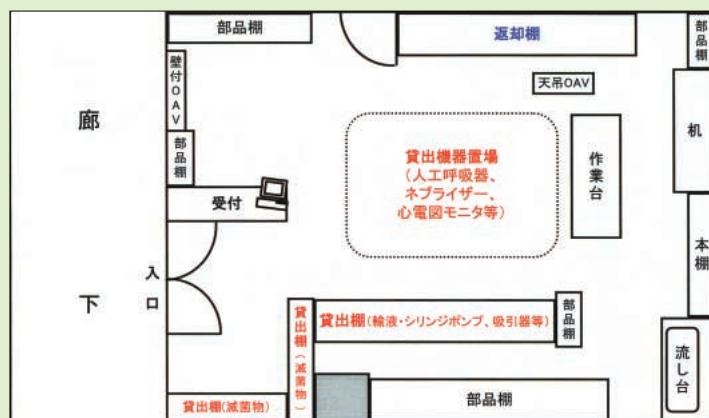 部品棚
返却棚
部品棚
壁付OAV
天吊OAV
廊下
部品棚
貸出機器置場
(人工呼吸器、
ネブライザー、
心電図モニタ等)
作業台
机
受付
入口
本棚
貸出棚(滅菌物)
貸出棚(輸液・シリンジポンプ、吸引器等)
部品棚
流し台
貸出棚(滅菌物)
部品棚